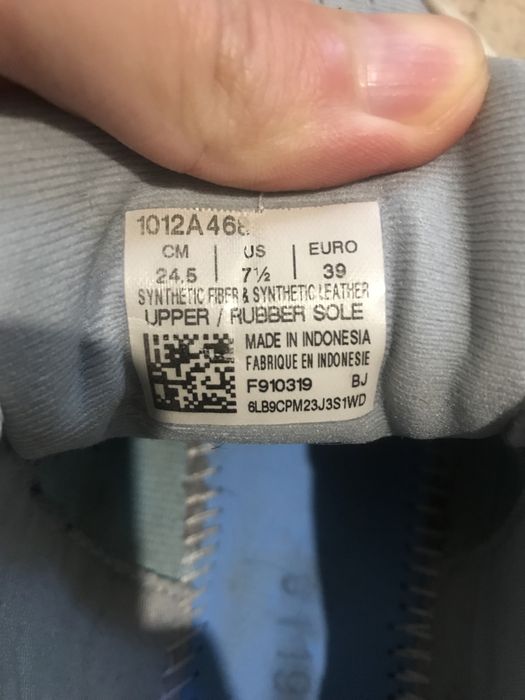 1012A468
CM | US | EURO
24.5 | 7½ | 39
SYNTHETIC FIBER & SYNTHETIC LEATHER
UPPER / RUBBER SOLE
MADE IN INDONESIA
FABRIQUE EN INDONESIE
F910319 BJ
6LB9CPM23J3S1WD